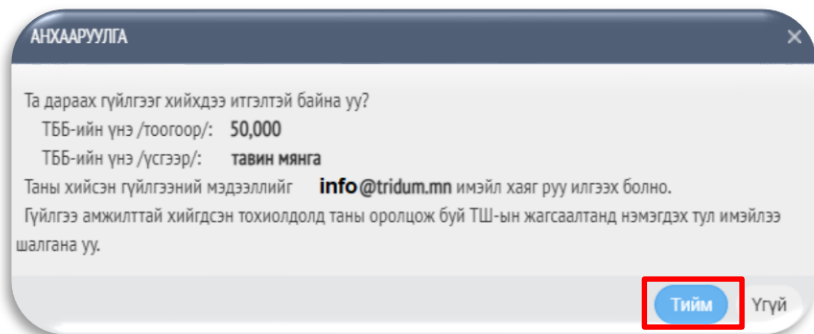 АНХААРУУЛГА
Та дараах гүйлгээг хийхдээ итгэлтэй байна уу?
ТББ-ийн үнэ /тоогоор/: 50,000
ТББ-ийн үнэ /үсгээр/: тавин мянга
Таны хийсэн гүйлгээний мэдээллийг info@tridum.mn имэйл хаяг руу илгээх болно.
Гүйлгээ амжилттай хийгдсэн тохиолдолд таны оролцож буй ТШ-ын жагсаалтанд нэмэгдэх тул имэйлээ
шалгана уу.
Тийм Үгүй